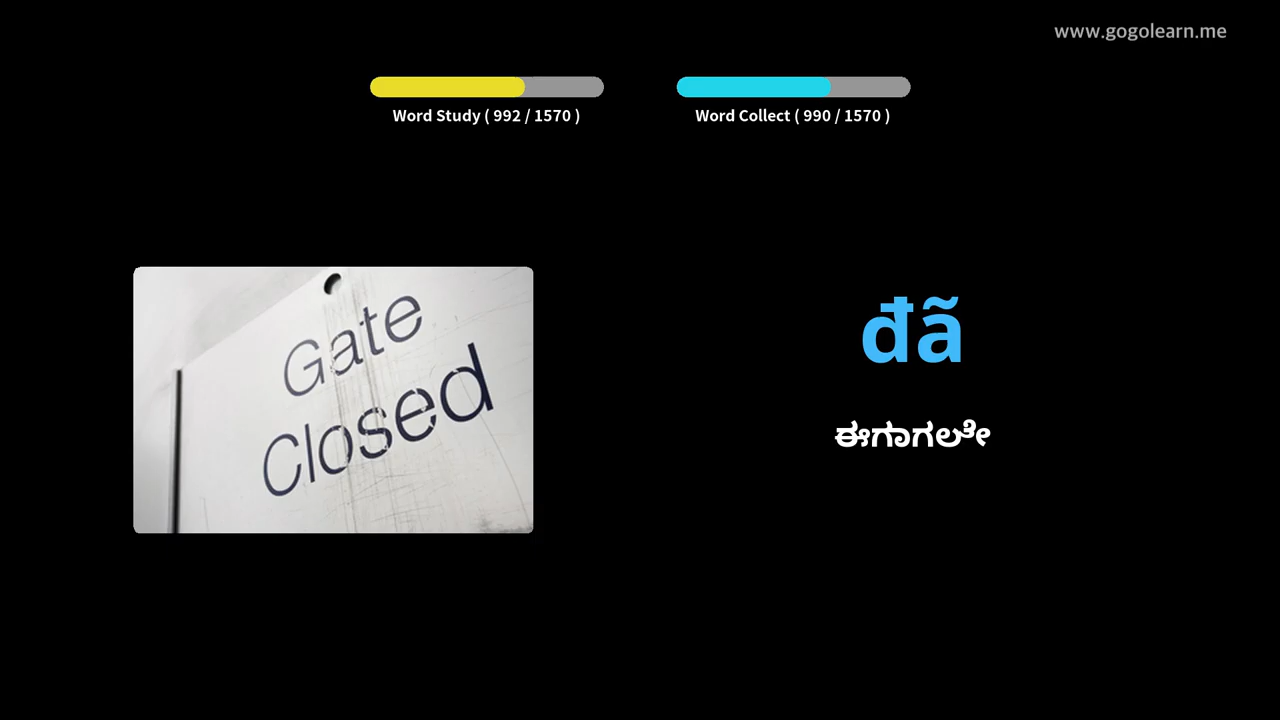 www.gogolearn.me
Word Study ( 992 / 1570 )
Word Collect ( 990 / 1570 )
Gate
Closed
đã
ಈಗಾಗಲೇ